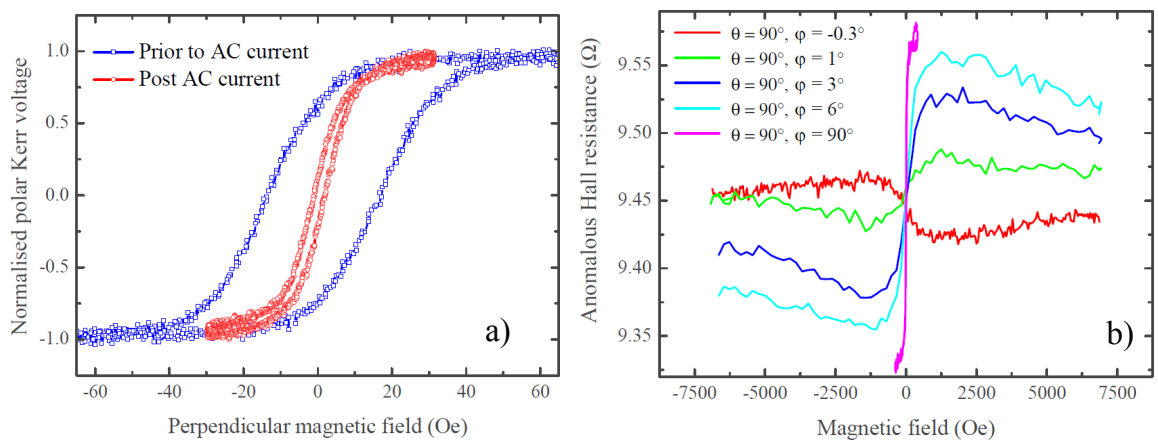 Normalised polar Kerr voltage
1.0
0.5
0.0
-0.5
-1.0
Prior to AC current
Post AC current
a)
-60 -40 -20 0 20 40 60
Perpendicular magnetic field (Oe)
Anomalous Hall resistance (Ω)
9.55
9.50
9.45
9.40
9.35
θ = 90°, φ = -0.3°
θ = 90°, φ = 1°
θ = 90°, φ = 3°
θ = 90°, φ = 6°
θ = 90°, φ = 90°
b)
-7500 -5000 -2500 0 2500 5000 7500
Magnetic field (Oe)